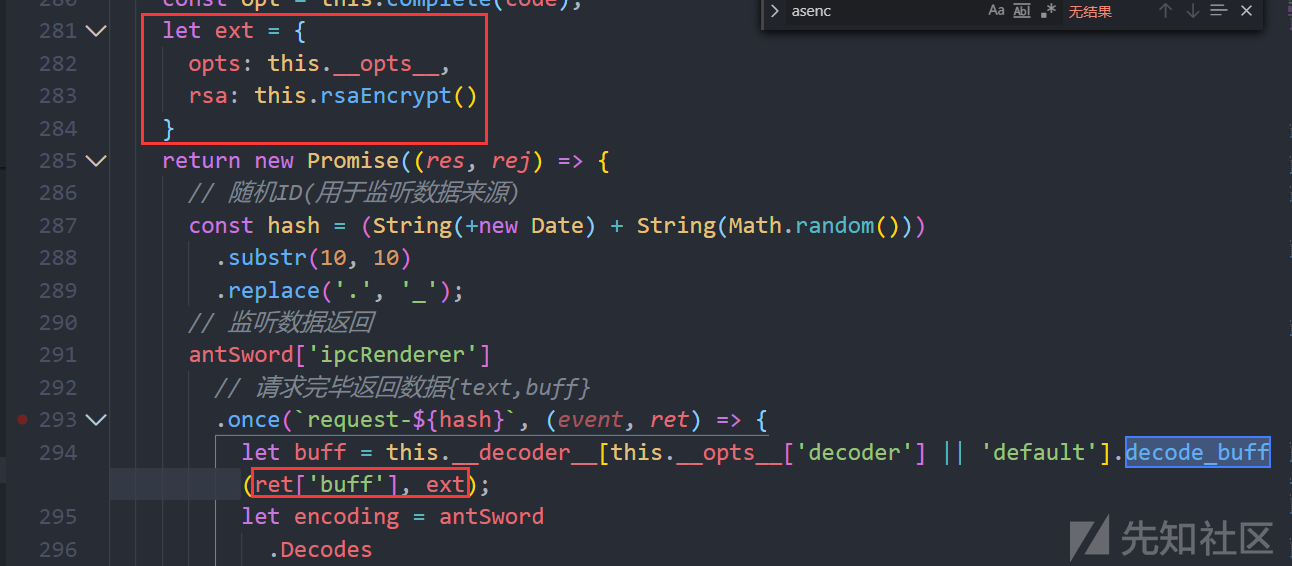 asenc
Aa Abl .* 无结果
280 const opt = this.complete(code);
281 let ext = {
282 opts: this.__opts__,
283 rsa: this.rsaEncrypt()
284 }
285 return new Promise((res, rej) => {
286 // 随机ID(用于监听数据来源)
287 const hash = (String(+new Date) + String(Math.random()))
288 .substr(10, 10)
289 .replace('.', '_');
290 // 监听数据返回
291 antSword['ipcRenderer']
292 // 请求完毕返回数据{text,buff}
293 .once(`request-${hash}`, (event, ret) => {
294 let buff = this.__decoder__[this.__opts__['decoder'] || 'default'].decode_buff
(ret['buff'], ext);
295 let encoding = antSword
296 .Decodes
先知社区